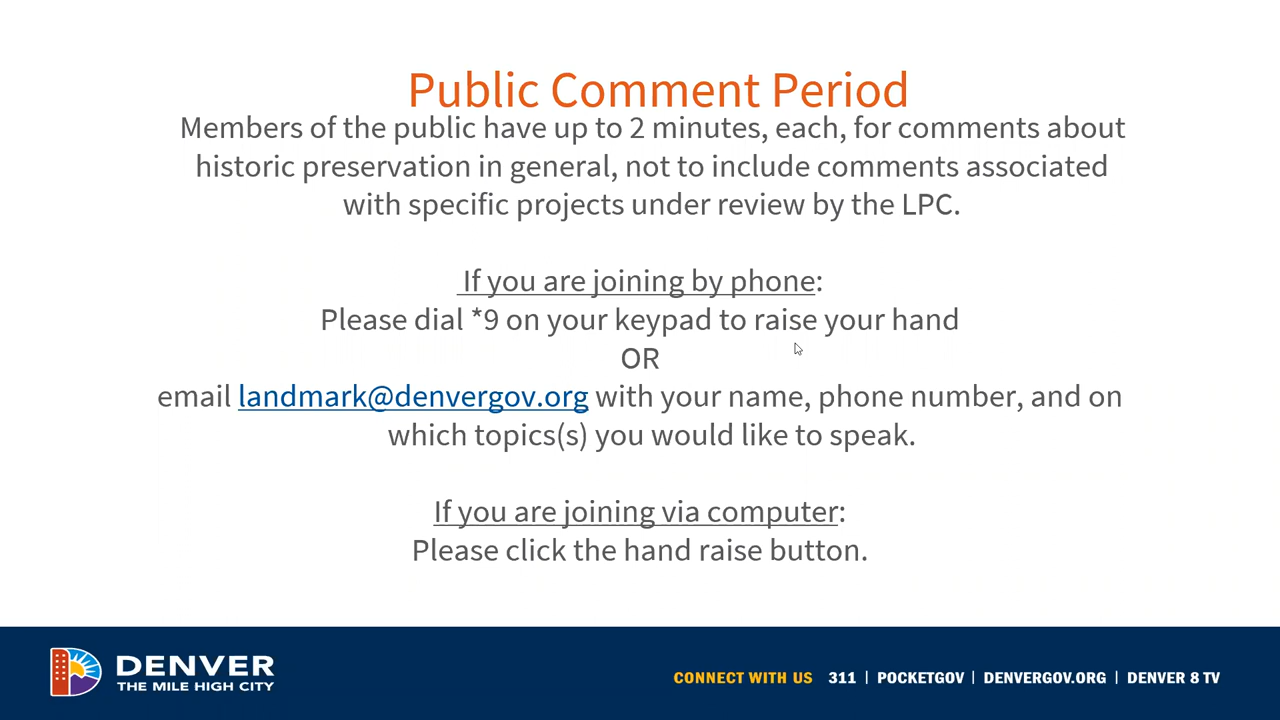 Public Comment Period
Members of the public have up to 2 minutes, each, for comments about
historic preservation in general, not to include comments associated
with specific projects under review by the LPC.
If you are joining by phone:
Please dial *9 on your keypad to raise your hand
OR
email landmark@denvergov.org with your name, phone number, and on
which topics(s) you would like to speak.
If you are joining via computer:
Please click the hand raise button.
DENVER
THE MILE HIGH CITY
CONNECT WITH US 311 | POCKETGOV | DENVERGOV.ORG | DENVER 8 TV